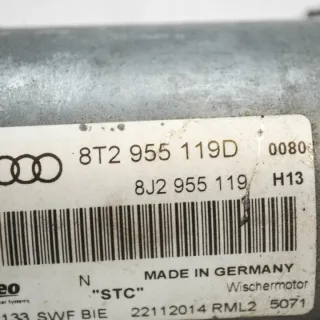 8T2 955 119D 0080
8J2 955 119 H13
N MADE IN GERMANY
"STC" Wischermotor
133 SWF BIE 22112014 RML2 5071